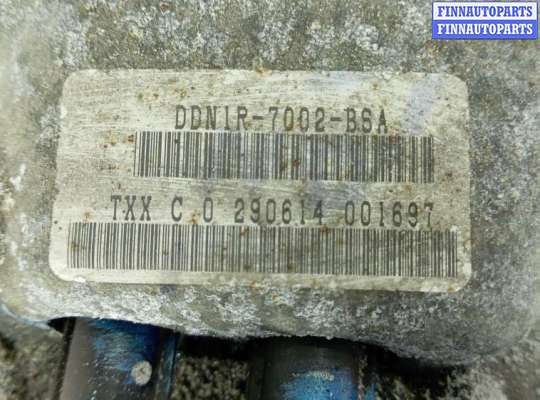 FINNAUTOPARTS
FINNAUTOPARTS
DDN1R-7002-BSA
TXX C 0 290614 001697